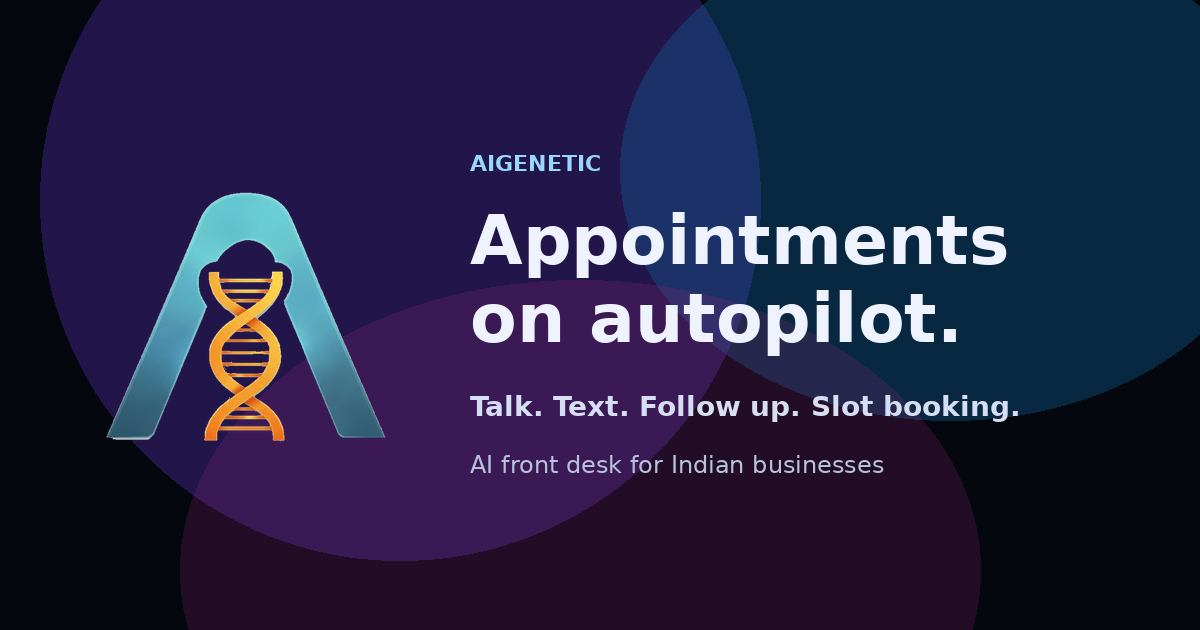 AIGENETIC
Appointments
on autopilot.
Talk. Text. Follow up. Slot booking.
AI front desk for Indian businesses